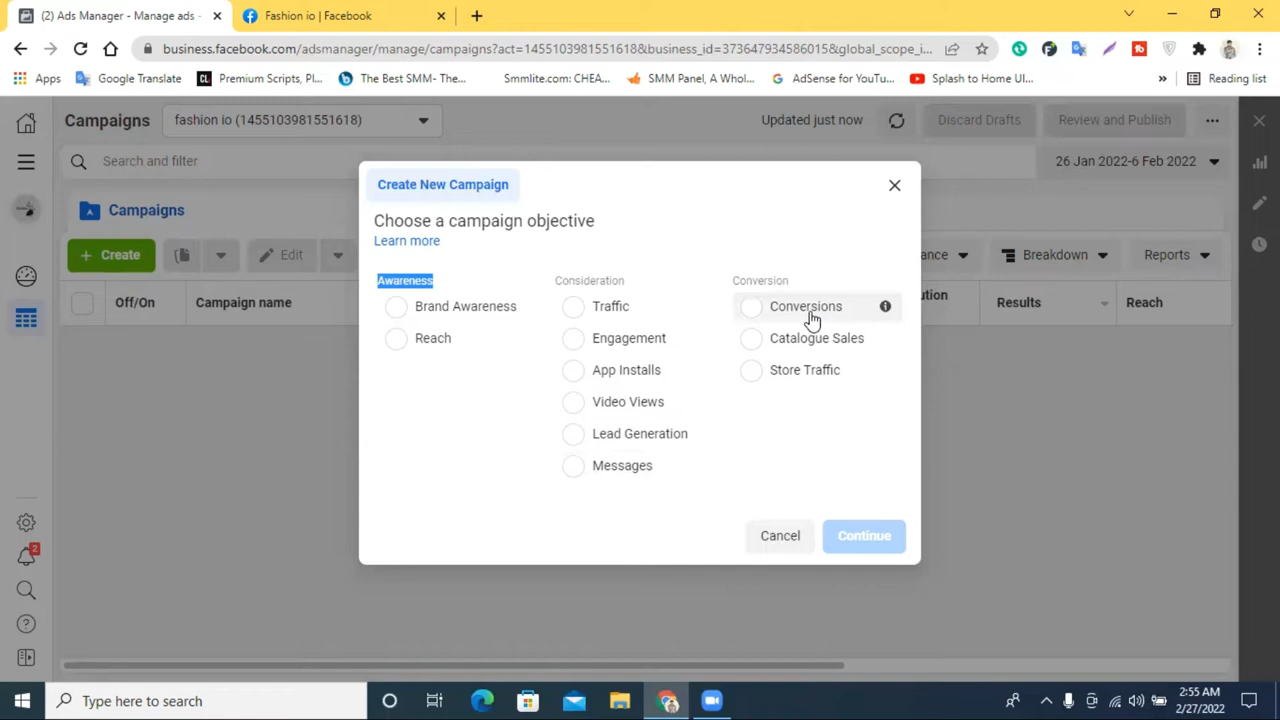 (2) Ads Manager - Manage ads -
Fashion io | Facebook
business.facebook.com/adsmanager/manage/campaigns?act=1455103981551618&business_id=373647934586015&global_scope_i...
Apps
Google Translate
Premium Scripts, Pl...
The Best SMM- The...
Smmlite.com: CHEA...
SMM Panel, A Whol...
AdSense for YouTu...
Splash to Home UI...
»
Reading list
Campaigns
fashion io (1455103981551618)
Updated just now
Discard Drafts
Review and Publish
Search and filter
26 Jan 2022-6 Feb 2022
Campaigns
+ Create
Edit
Breakdown
Reports
Off/On
Campaign name
Results
Reach
Create New Campaign
Choose a campaign objective
Learn more
Awareness
Brand Awareness
Reach
Consideration
Traffic
Engagement
App Installs
Video Views
Lead Generation
Messages
Conversion
Conversions
Catalogue Sales
Store Traffic
Cancel
Continue
2
Type here to search
2:55 AM
2/27/2022